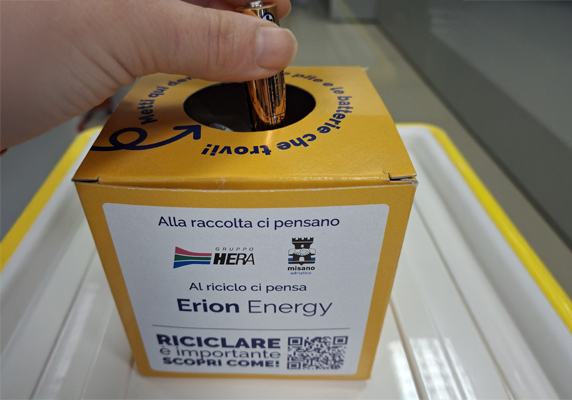 Metti
pile e le batterie che trovi!
Alla raccolta ci pensano
GRUPPO
HERA
misano
adriatico
Al riciclo ci pensa
Erion Energy
RICICLARE
è importante
SCOPRI COME!